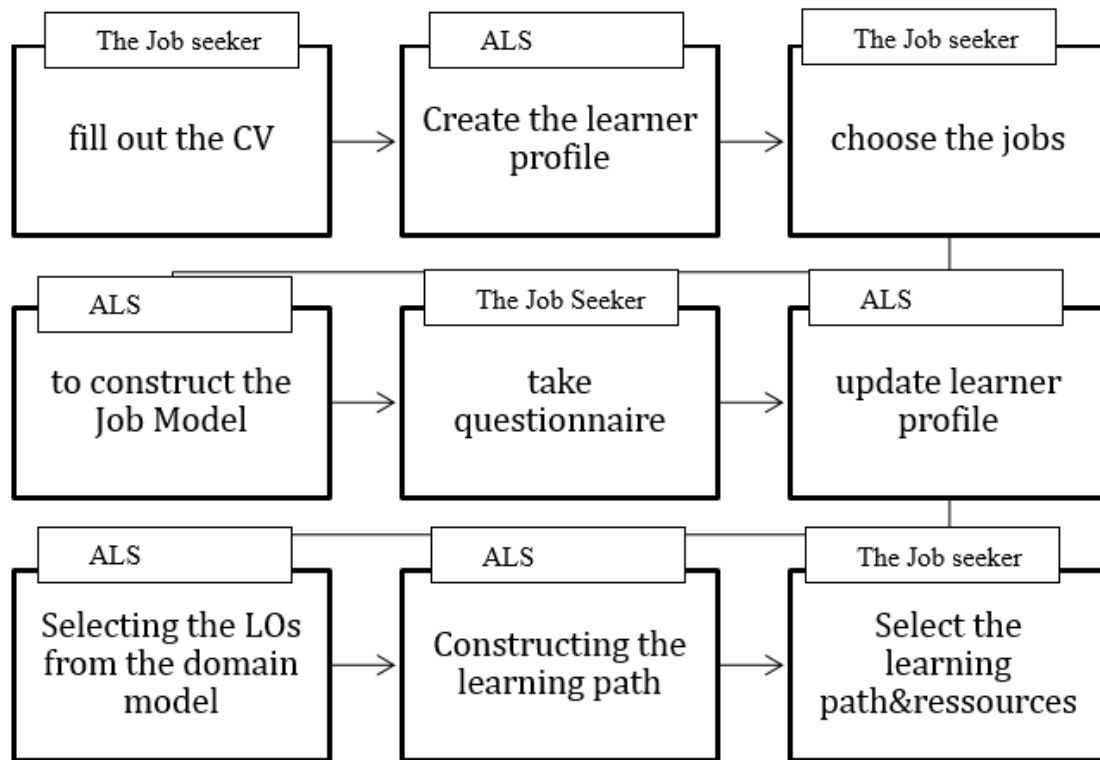 The Job seeker
fill out the CV
ALS
Create the learner
profile
The Job seeker
choose the jobs
ALS
to construct the
Job Model
The Job Seeker
take
questionnaire
ALS
update learner
profile
ALS
Selecting the LOs
from the domain
model
ALS
Constructing the
learning path
The Job seeker
Select the
learning
path&ressources